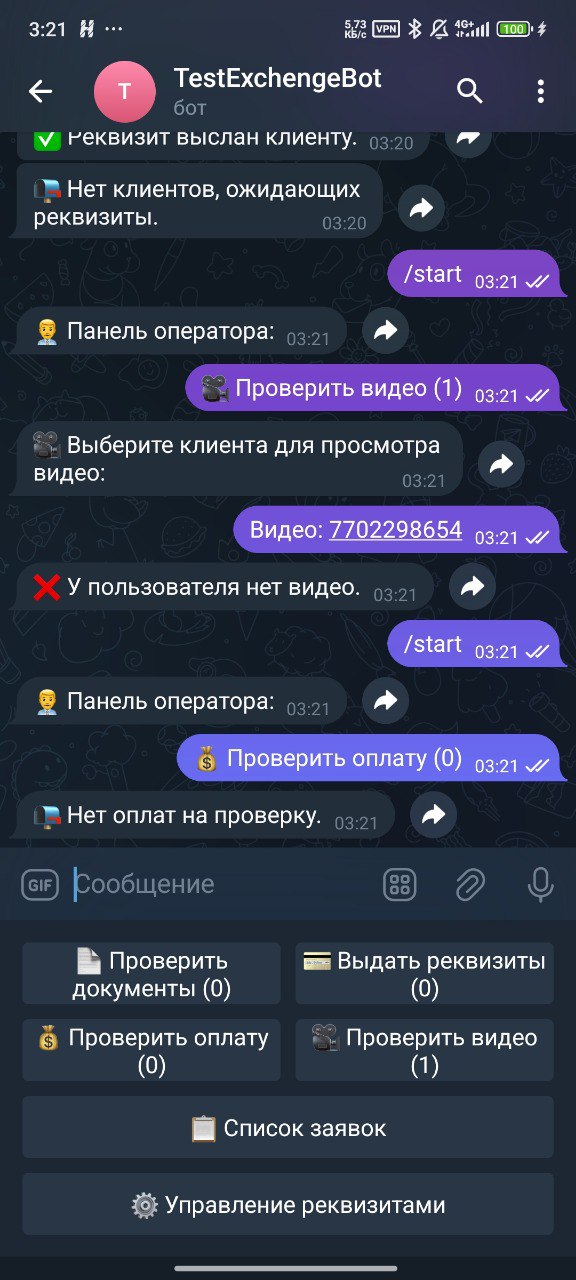 3:21
5,73
КБ/с
VPN
4G+
100
T
TestExchengeBot
бот
Реквизит выслан клиенту. 03:20
Нет клиентов, ожидающих
реквизиты. 03:20
/start 03:21
Панель оператора: 03:21
Проверить видео (1) 03:21
Выберите клиента для просмотра
видео: 03:21
Видео: 7702298654 03:21
У пользователя нет видео. 03:21
/start 03:21
Панель оператора: 03:21
Проверить оплату (0) 03:21
Нет оплат на проверку. 03:21
GIF
Сообщение
Проверить
документы (0)
Выдать реквизиты
(0)
Проверить оплату
(0)
Проверить видео
(1)
Список заявок
Управление реквизитами